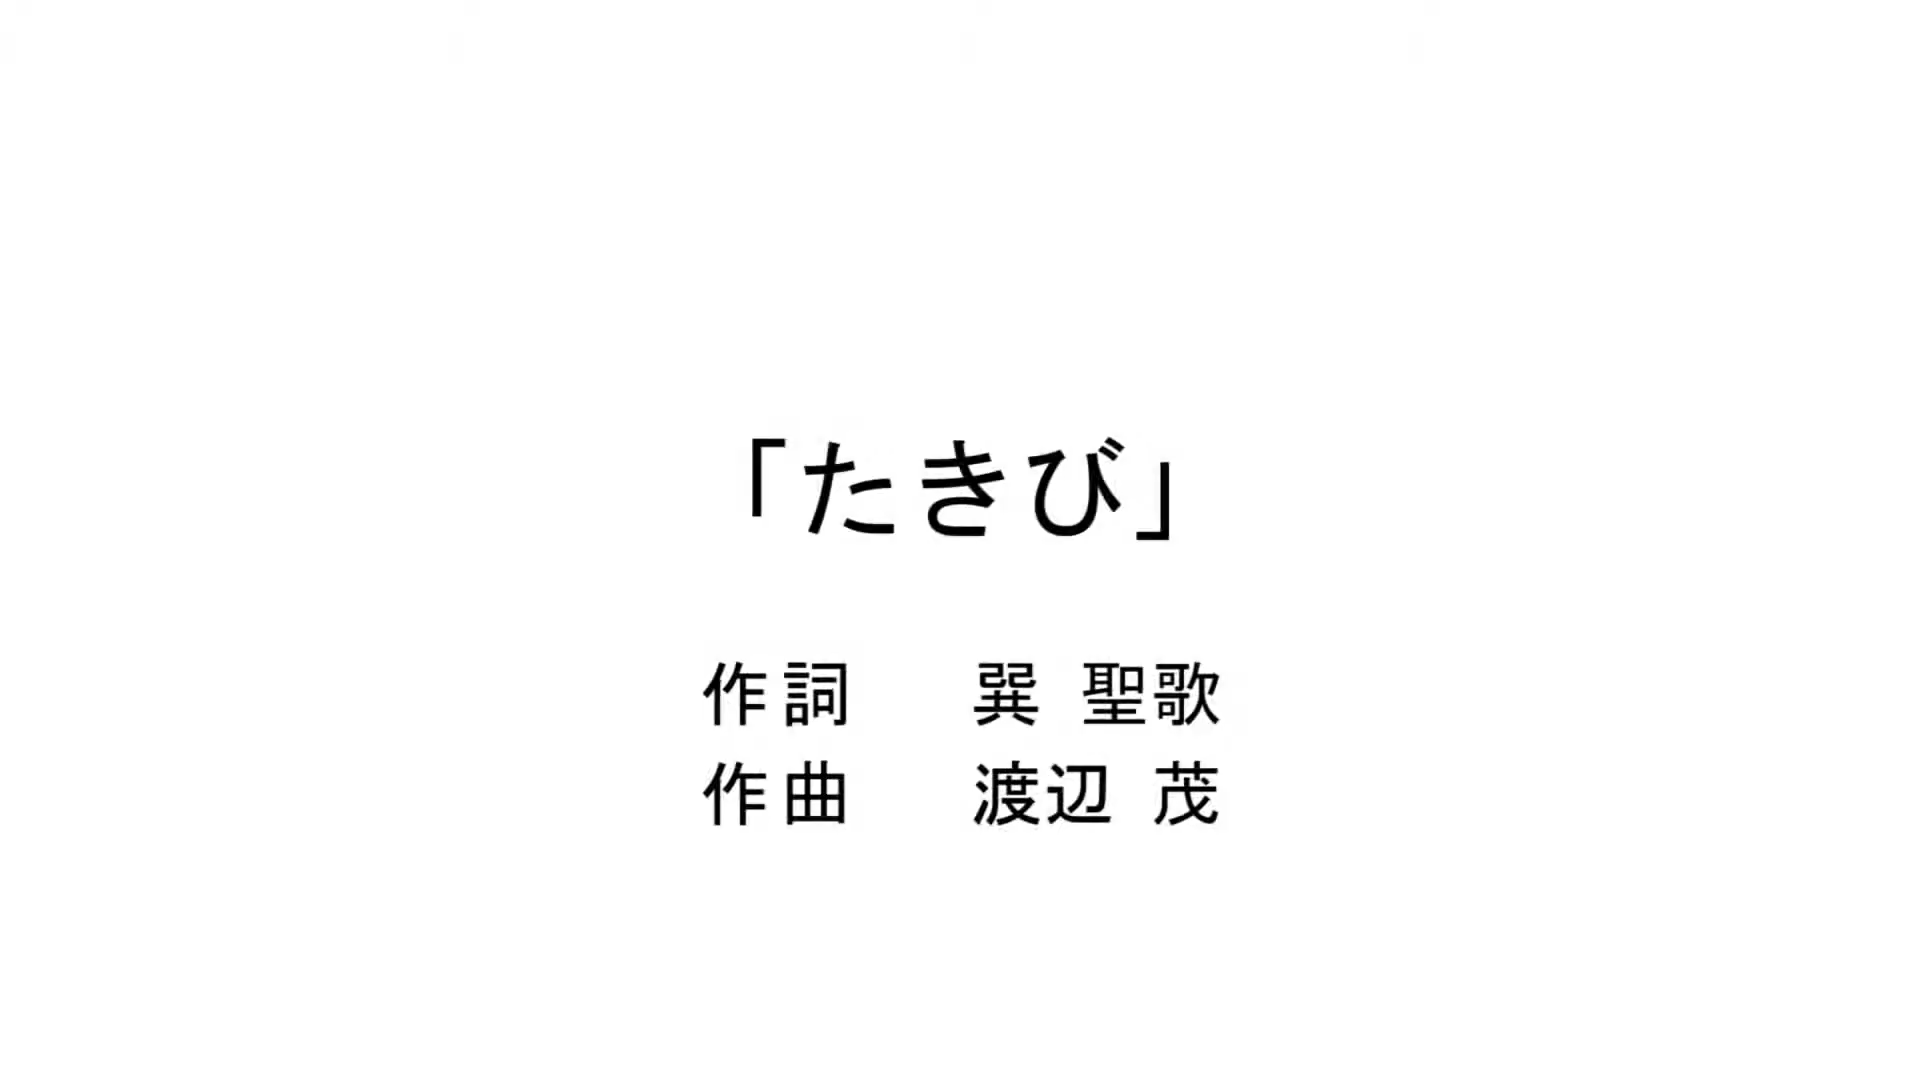 「たきび」
作詞　巽 聖歌
作曲　渡辺 茂